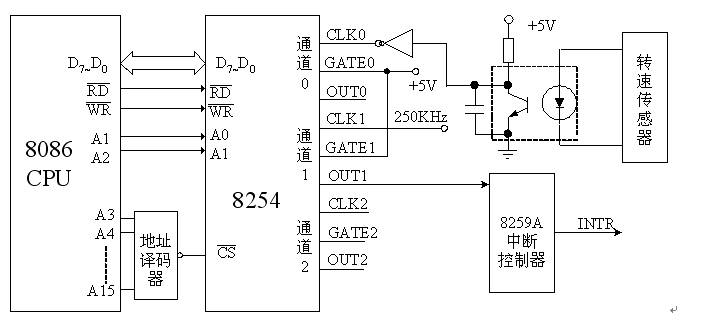 8086
CPU
D7~D0
RD
WR
A1
A2
A3
A4
A15
地址
译码
器
8254
D7~D0
RD
WR
A0
A1
CS
通
道
0
通
道
1
通
道
2
CLK0
GATE0
OUT0
CLK1
GATE1
OUT1
CLK2
GATE2
OUT2
+5V
250KHz
+5V
转
速
传
感
器
8259A
中断
控制器
INTR